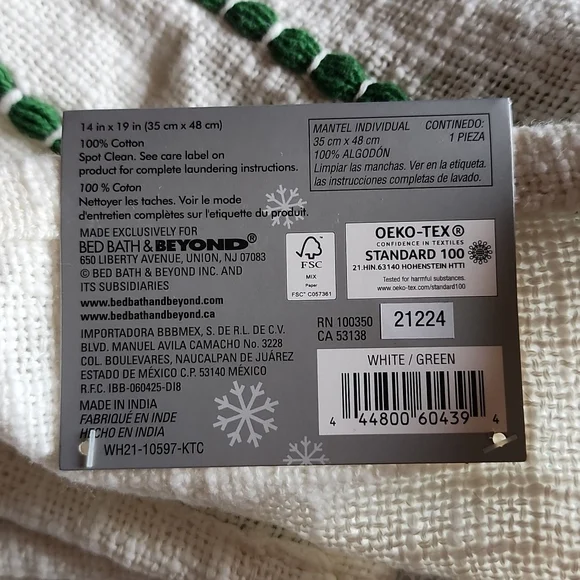 14 in x 19 in (35 cm x 48 cm)
100% Cotton
Spot Clean. See care label on
product for complete laundering instructions.
100 % Coton
Nettoyer les taches. Voir le mode
d'entretien complètes sur l'étiquette du produit.
MANTEL INDIVIDUAL CONTINEDO:
35 cm x 48 cm 1 PIEZA
100% ALGODÓN
Limpiar las manchas. Ver en la etiqueta.
las instrucciones completas de lavado.
MADE EXCLUSIVELY FOR
BED BATH & BEYOND®
650 LIBERTY AVENUE, UNION, NJ 07083
© BED BATH & BEYOND INC. AND
ITS SUBSIDIARIES
www.bedbathandbeyond.com
www.bedbathandbeyond.ca
IMPORTADORA BBBMEX, S. DE R.L. DE C.V.
BLVD. MANUEL AVILA CAMACHO No. 3228
COL. BOULEVARES, NAUCALPAN DE JUÁREZ
ESTADO DE MÉXICO C.P. 53140 MÉXICO
R.F.C. IBB-060425-DI8
MADE IN INDIA
FABRIQUÉ EN INDE
HECHO EN INDIA
WH21-10597-KTC
FSC
MIX
Paper
FSC® C057361
OEKO-TEX®
CONFIDENCE IN TEXTILES
STANDARD 100
21.HIN.63140 HOHENSTEIN HTTI
Tested for harmful substances.
www.oeko-tex.com/standard100
RN 100350
CA 53138
21224
WHITE / GREEN
4 44800 60439 4